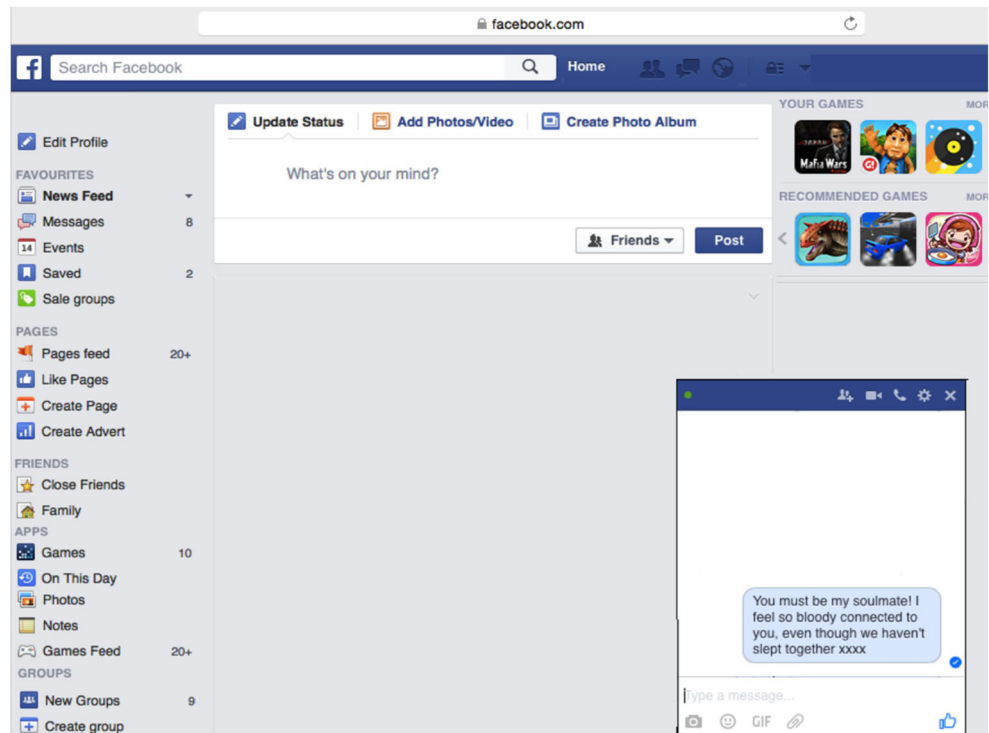 facebook.com
f
Search Facebook
Home
Update Status
Add Photos/Video
Create Photo Album
What's on your mind?
Friends
Post
Edit Profile
FAVOURITES
News Feed
Messages 8
14 Events
Saved 2
Sale groups
PAGES
Pages feed 20+
Like Pages
Create Page
Create Advert
FRIENDS
Close Friends
Family
APPS
Games 10
On This Day
Photos
Notes
Games Feed 20+
GROUPS
New Groups 9
Create group
YOUR GAMES MOR
Mafia Wars
G!
RECOMMENDED GAMES MOR
You must be my soulmate! I
feel so bloody connected to
you, even though we haven't
slept together xxxx
Type a message...
GIF